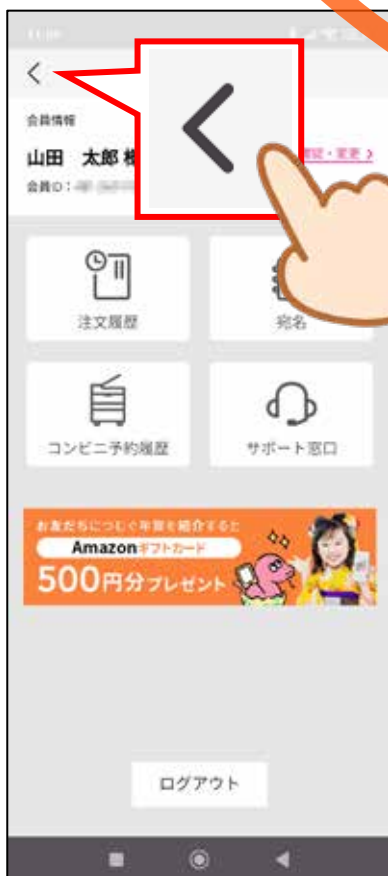 会員情報
山田　太郎 様
確認・変更 >
会員ID：
注文履歴
宛名
コンビニ予約履歴
サポート窓口
お友だちにつむぐ年賀を紹介すると
Amazonギフトカード
500円分プレゼント
ログアウト